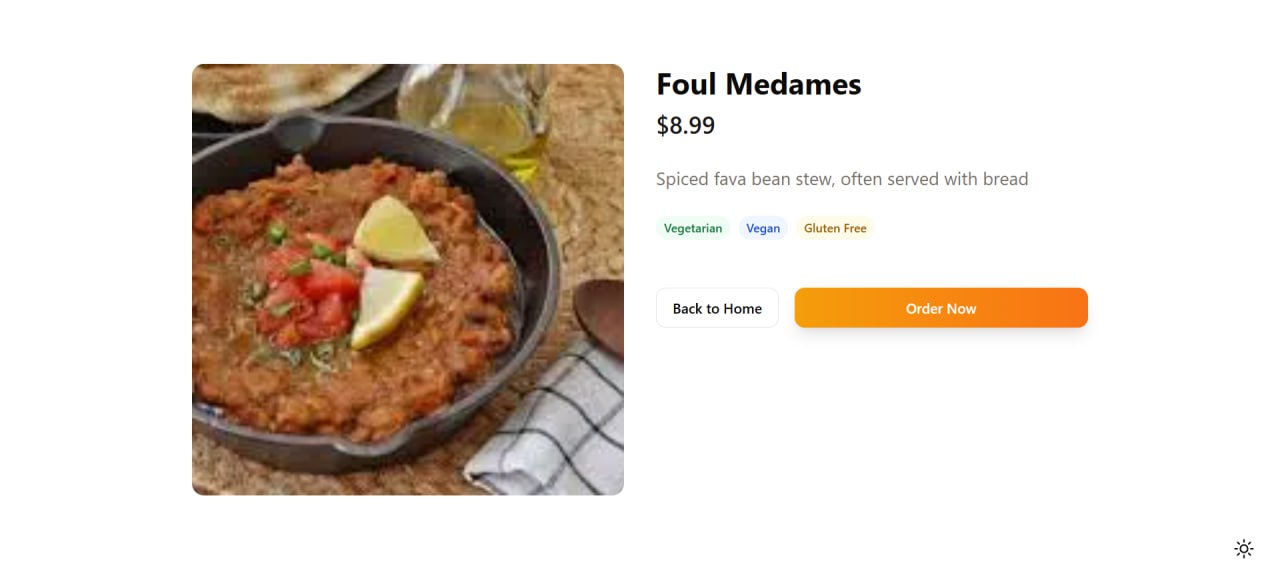 Foul Medames
$8.99
Spiced fava bean stew, often served with bread
Vegetarian Vegan Gluten Free
Back to Home Order Now